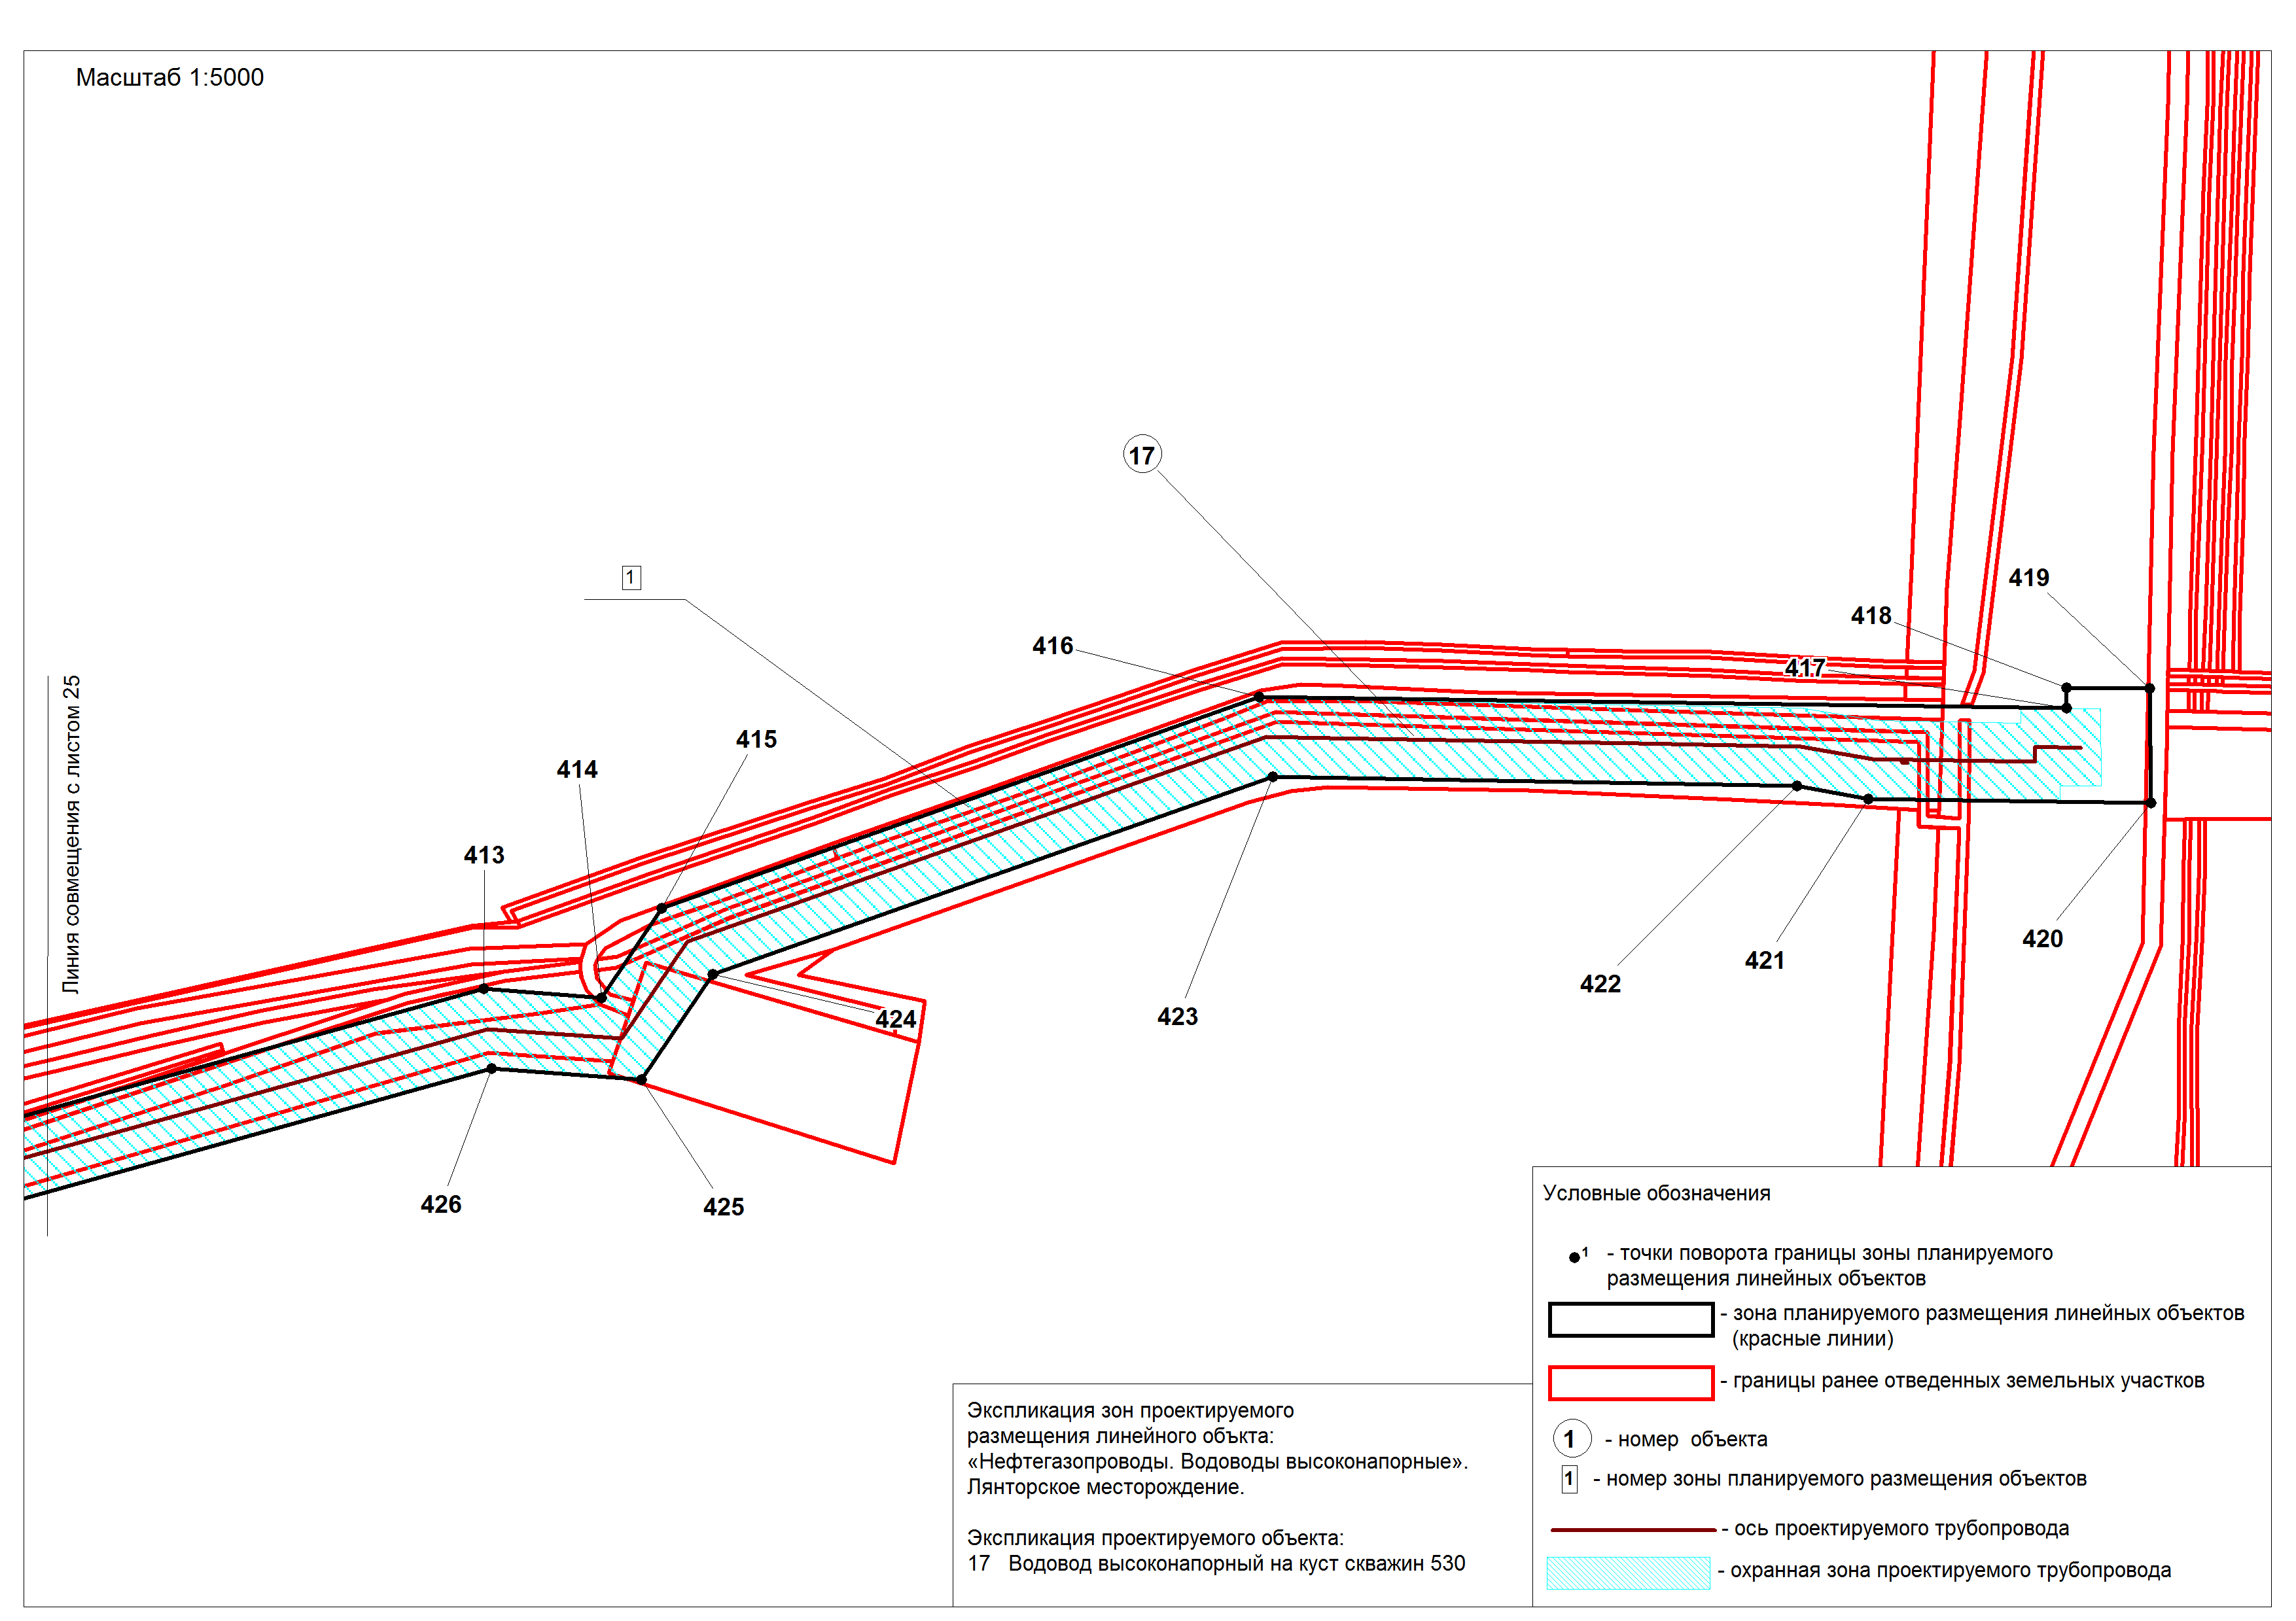 Масштаб 1:5000
Линия совмещения с листом 25
17
1
419
418
416
417
415
414
413
420
421
422
423
424
426
425
Условные обозначения
1 - точки поворота границы зоны планируемого
размещения линейных объектов
- зона планируемого размещения линейных объектов
(красные линии)
- границы ранее отведенных земельных участков
1 - номер объекта
1 - номер зоны планируемого размещения объектов
- ось проектируемого трубопровода
- охранная зона проектируемого трубопровода
Экспликация зон проектируемого
размещения линейного объкта:
«Нефтегазопроводы. Водоводы высоконапорные».
Лянторское месторождение.
Экспликация проектируемого объекта:
17 Водовод высоконапорный на куст скважин 530